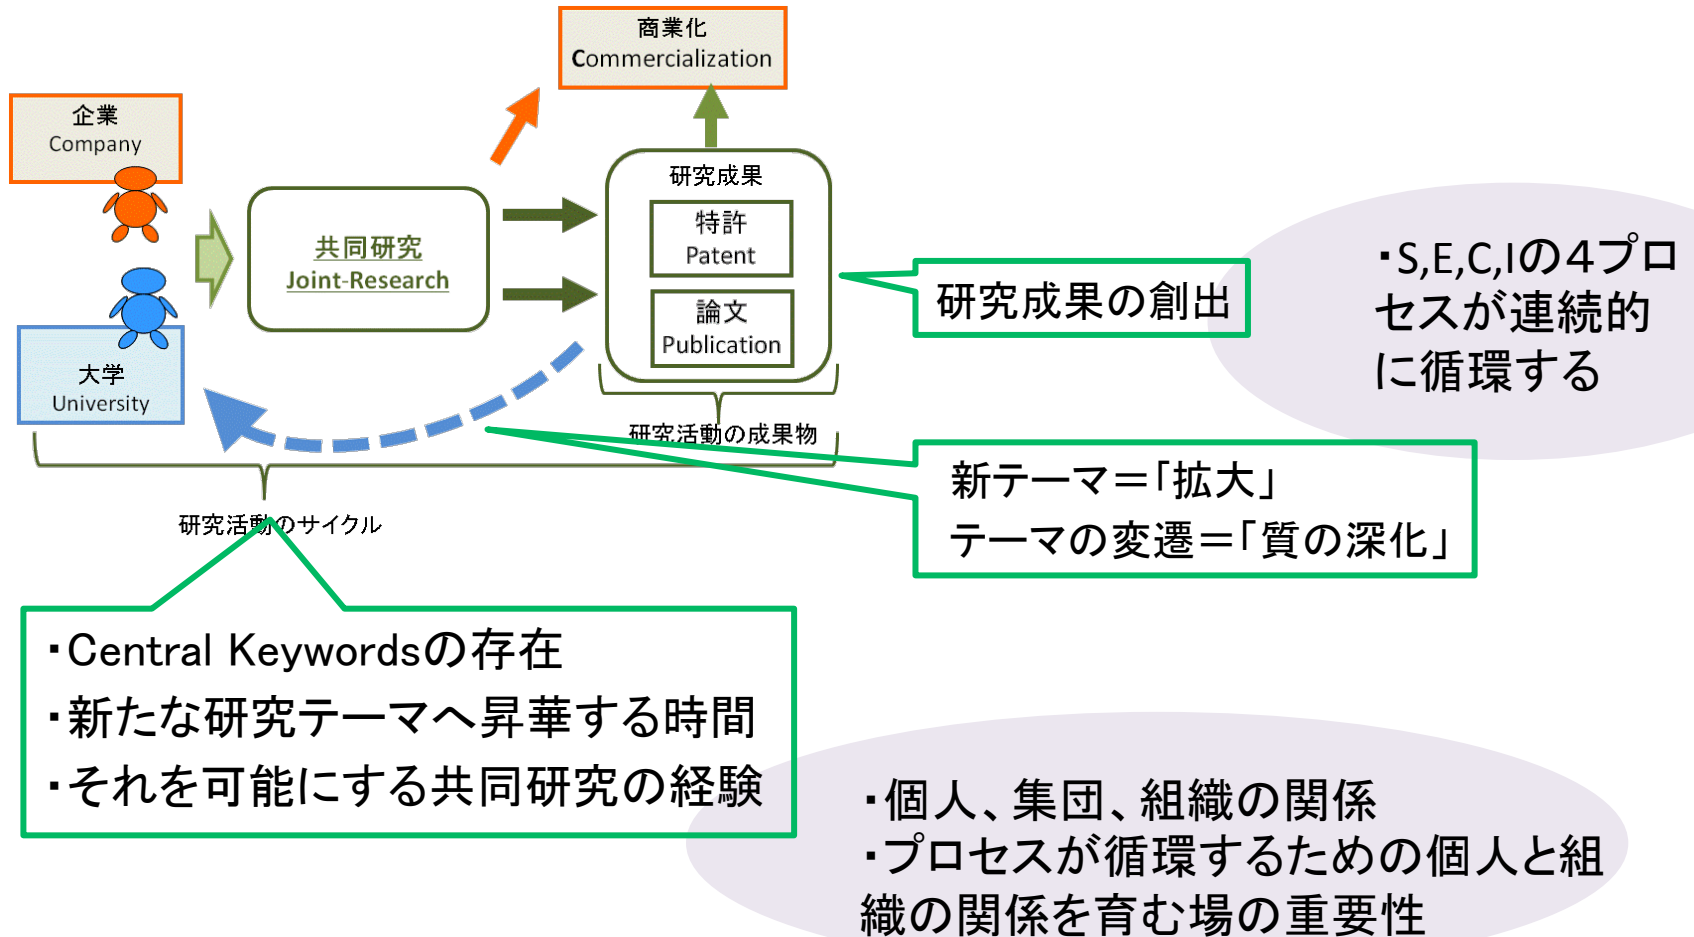 商業化
Commercialization
企業
Company
研究成果
特許
Patent
共同研究
Joint-Research
論文
Publication
大学
University
研究成果の創出
・S,E,C,Iの４プロ
セスが連続的
に循環する
研究活動の成果物
新テーマ＝「拡大」
テーマの変遷＝「質の深化」
研究活動のサイクル
・Central Keywordsの存在
・新たな研究テーマへ昇華する時間
・それを可能にする共同研究の経験
・個人、集団、組織の関係
・プロセスが循環するための個人と組
織の関係を育む場の重要性